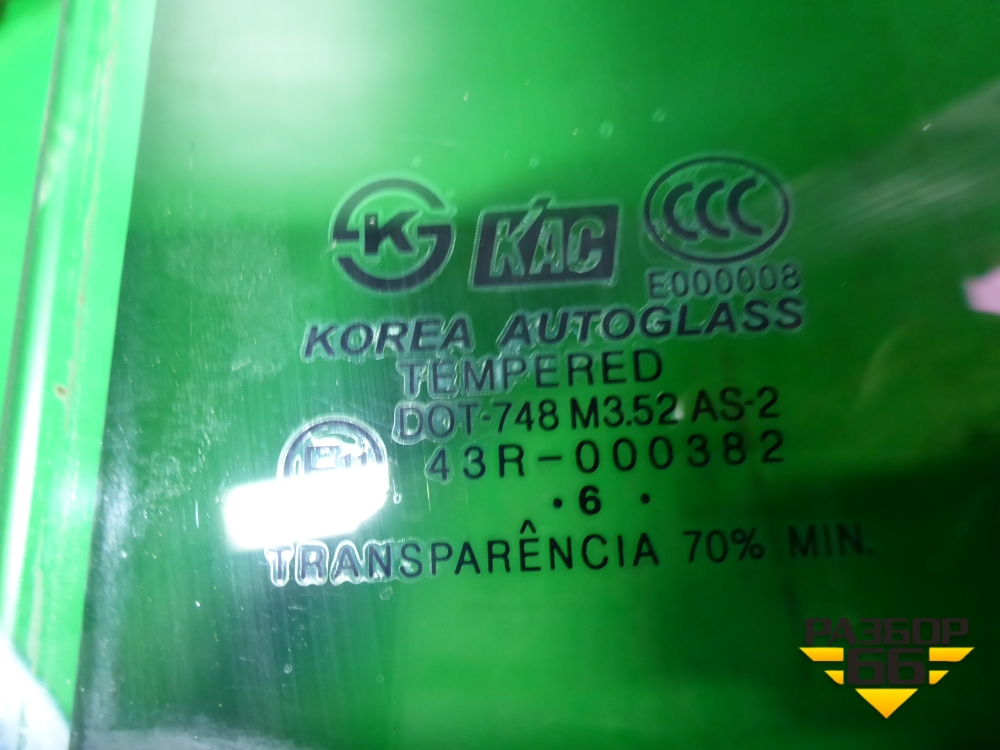 K
KAC
CCC
E000008
KOREA AUTOGLASS
TEMPERED
DOT-748 M3.52 AS-2
43R-000382
· 6 ·
TRANSPARÊNCIA 70% MIN.
РАЗБОР
66